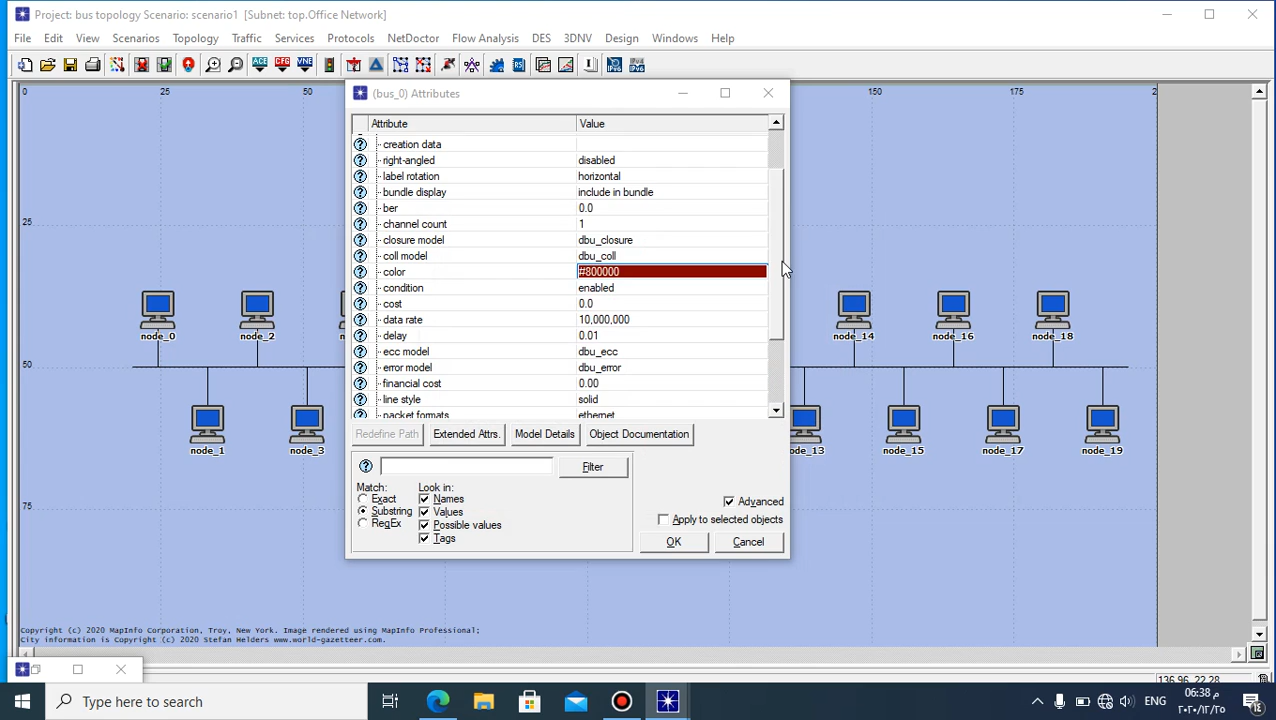 Project: bus topology Scenario: scenario1 [Subnet: top.Office Network]
File Edit View Scenarios Topology Traffic Services Protocols NetDoctor Flow Analysis DES 3DNV Design Windows Help
0 25 50 150 175 2
(bus_0) Attributes
Attribute Value
creation data
right-angled disabled
label rotation horizontal
bundle display include in bundle
ber 0.0
channel count 1
25
closure model dbu_closure
coll model dbu_coll
color #800000
condition enabled
cost 0.0
data rate 10,000,000
delay 0.01
node_0 node_2 node_14 node_16 node_18
ecc model dbu_ecc
50
error model dbu_error
financial cost 0.00
line style solid
packet formats ethernet
Redefine Path Extended Attrs. Model Details Object Documentation
node_1 node_3 node_13 node_15 node_17 node_19
Filter
Match: Look in:
Exact Names
Substring Values
RegEx Possible values
Tags
Advanced
75
Apply to selected objects
OK Cancel
Copyright (c) 2020 MapInfo Corporation, Troy, New York. Image rendered using MapInfo Professional;
City information is Copyright (c) Stefan Helders www.world-gazetteer.com.
136.96, 22.28
Type here to search
ENG
06:38 م
٢٠٢٠/١٢/٢٥